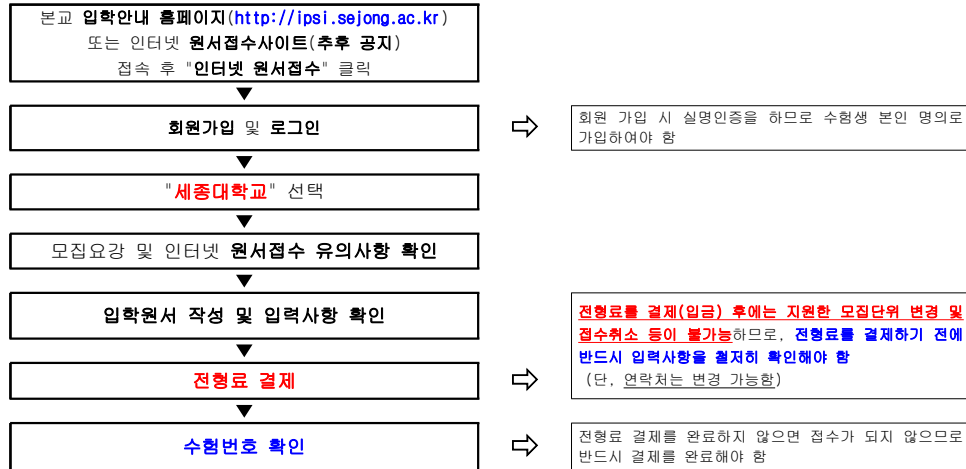 본교 입학안내 홈페이지(http://ipsi.sejong.ac.kr)
또는 인터넷 원서접수사이트(추후 공지)
접속 후 "인터넷 원서접수" 클릭
▼
회원가입 및 로그인
⇨
회원 가입 시 실명인증을 하므로 수험생 본인 명의로
가입하여야 함
▼
"세종대학교" 선택
▼
모집요강 및 인터넷 원서접수 유의사항 확인
▼
입학원서 작성 및 입력사항 확인
▼
전형료 결제
⇨
전형료를 결제(입금) 후에는 지원한 모집단위 변경 및
접수취소 등이 불가능하므로, 전형료를 결제하기 전에
반드시 입력사항을 철저히 확인해야 함
(단, 연락처는 변경 가능함)
▼
수험번호 확인
⇨
전형료 결제를 완료하지 않으면 접수가 되지 않으므로
반드시 결제를 완료해야 함